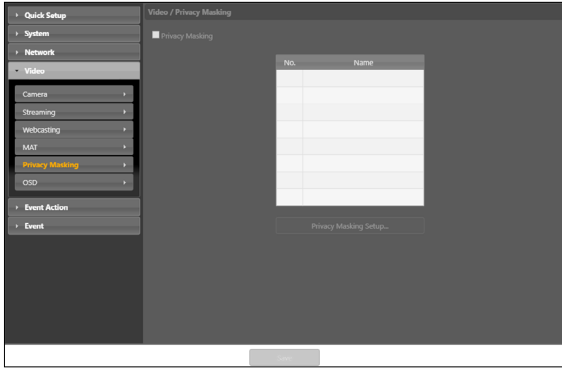 Quick Setup
System
Network
Video
Camera
Streaming
Webcasting
MAT
Privacy Masking
OSD
Event Action
Event
Video / Privacy Masking
Privacy Masking
No. Name
Privacy Masking Setup...
Save